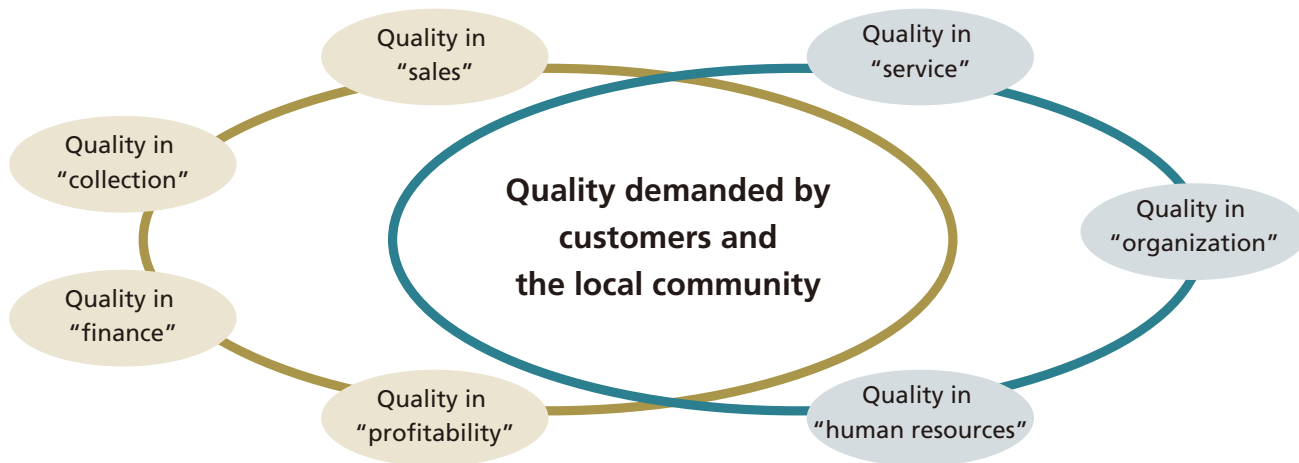 Quality in
“sales”
Quality in
“service”
Quality in
“collection”
Quality demanded by
customers and
the local community
Quality in
“organization”
Quality in
“finance”
Quality in
“profitability”
Quality in
“human resources”